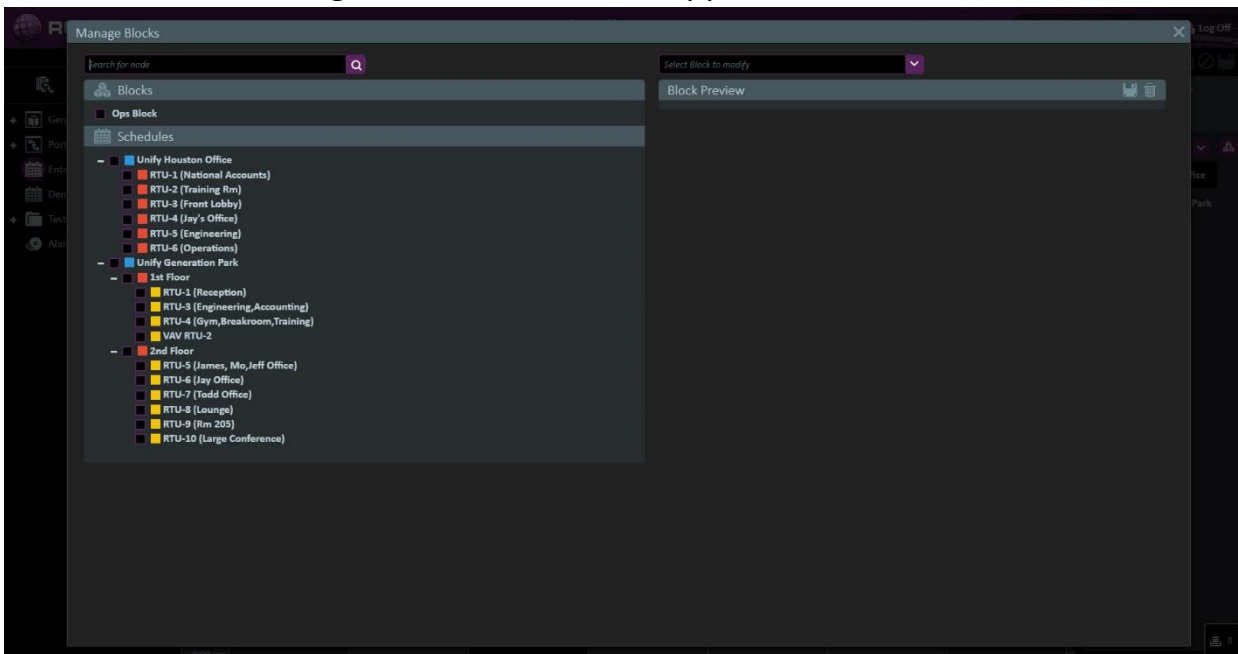 Manage Blocks
Log Off
Search for node
Select Block to modify
Blocks
Block Preview
Ops Block
Schedules
Unify Houston Office
RTU-1 (National Accounts)
RTU-2 (Training Rm)
RTU-3 (Front Lobby)
RTU-4 (Jay's Office)
RTU-5 (Engineering)
RTU-6 (Operations)
Unify Generation Park
1st Floor
RTU-1 (Reception)
RTU-3 (Engineering,Accounting)
RTU-4 (Gym,Breakroom,Training)
VAV RTU-2
2nd Floor
RTU-5 (James, Mo,Jeff Office)
RTU-6 (Jay Office)
RTU-7 (Todd Office)
RTU-8 (Lounge)
RTU-9 (Rm 205)
RTU-10 (Large Conference)
Park
8